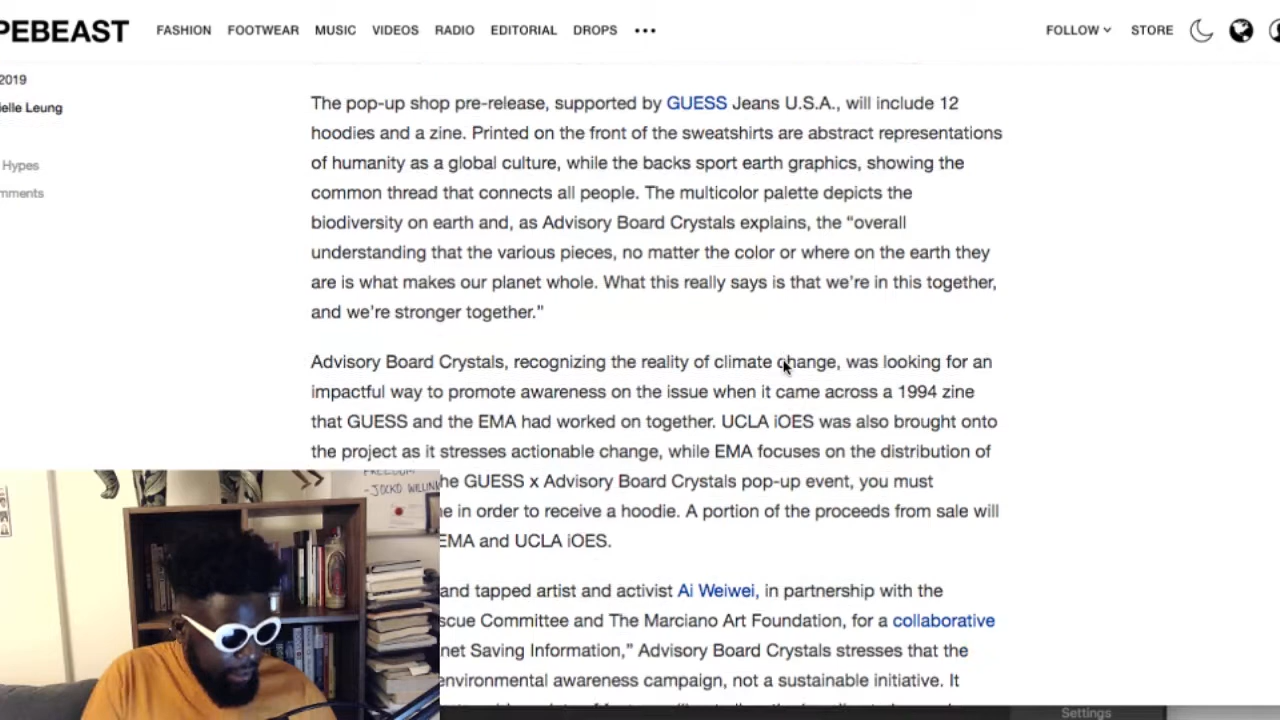 PEBEAST FASHION FOOTWEAR MUSIC VIDEOS RADIO EDITORIAL DROPS ••• FOLLOW STORE
2019
ielle Leung
Hypes
mments
The pop-up shop pre-release, supported by GUESS Jeans U.S.A., will include 12
hoodies and a zine. Printed on the front of the sweatshirts are abstract representations
of humanity as a global culture, while the backs sport earth graphics, showing the
common thread that connects all people. The multicolor palette depicts the
biodiversity on earth and, as Advisory Board Crystals explains, the “overall
understanding that the various pieces, no matter the color or where on the earth they
are is what makes our planet whole. What this really says is that we’re in this together,
and we’re stronger together.”
Advisory Board Crystals, recognizing the reality of climate change, was looking for an
impactful way to promote awareness on the issue when it came across a 1994 zine
that GUESS and the EMA had worked on together. UCLA iOES was also brought onto
the project as it stresses actionable change, while EMA focuses on the distribution of
he GUESS x Advisory Board Crystals pop-up event, you must
e in order to receive a hoodie. A portion of the proceeds from sale will
EMA and UCLA iOES.
and tapped artist and activist Ai Weiwei, in partnership with the
scue Committee and The Marciano Art Foundation, for a collaborative
net Saving Information,” Advisory Board Crystals stresses that the
environmental awareness campaign, not a sustainable initiative. It
FREEDOM
-JOCKO WILLINK
Settings